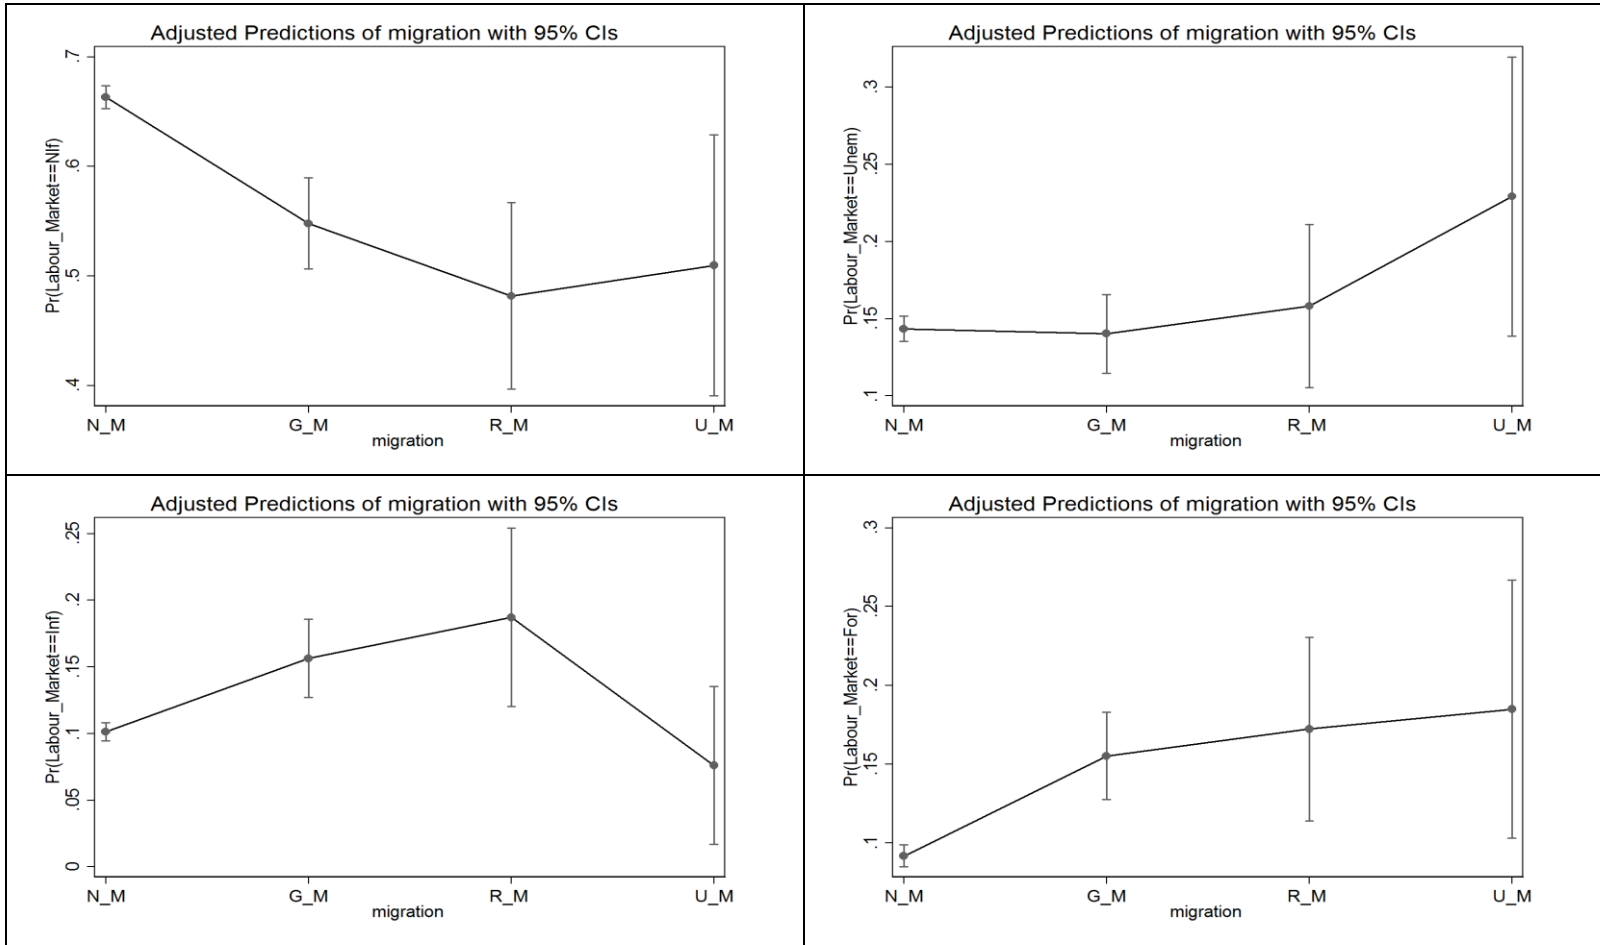 Adjusted Predictions of migration with 95% CIs
Pr(Labour_Market==Nlf)
.7
.6
.5
.4
N_M G_M R_M U_M
migration
Adjusted Predictions of migration with 95% CIs
Pr(Labour_Market==Unem)
.3
.25
.2
.15
.1
N_M G_M R_M U_M
migration
Adjusted Predictions of migration with 95% CIs
Pr(Labour_Market==Inf)
.25
.2
.15
.1
.05
0
N_M G_M R_M U_M
migration
Adjusted Predictions of migration with 95% CIs
Pr(Labour_Market==For)
.3
.25
.2
.15
.1
N_M G_M R_M U_M
migration